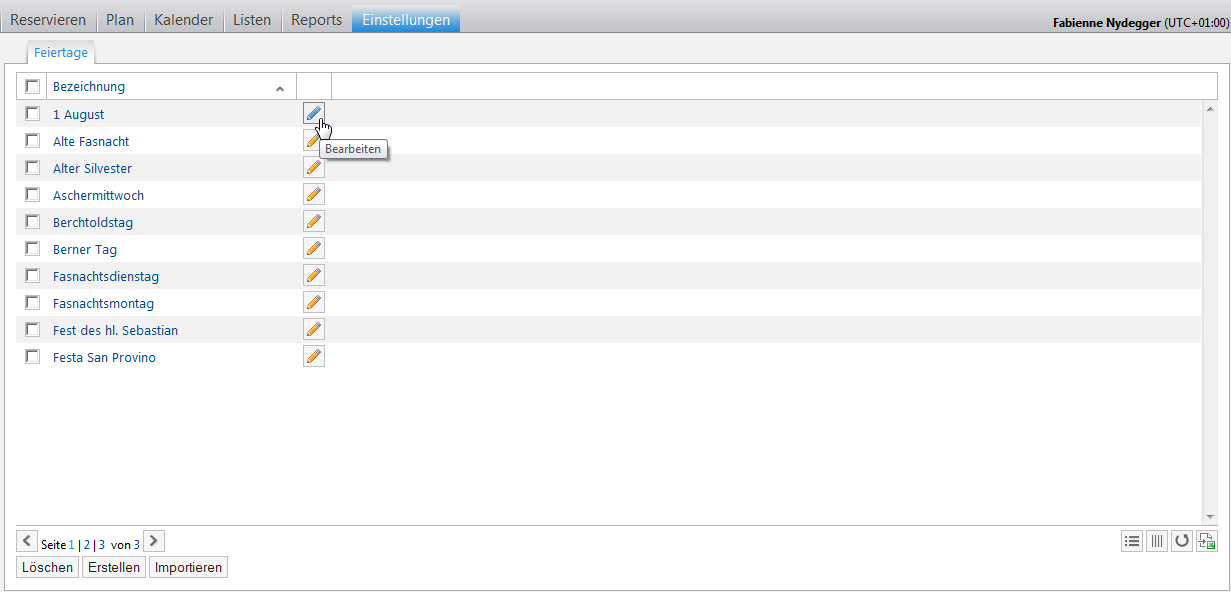 Reservieren Plan Kalender Listen Reports Einstellungen
Fabienne Nydegger (UTC+01:00)
Feiertage
Bezeichnung
1 August
Alte Fasnacht
Bearbeiten
Alter Silvester
Aschermittwoch
Berchtoldstag
Berner Tag
Fasnachtsdienstag
Fasnachtsmontag
Fest des hl. Sebastian
Festa San Provino
Seite 1 | 2 | 3 von 3
Löschen Erstellen Importieren